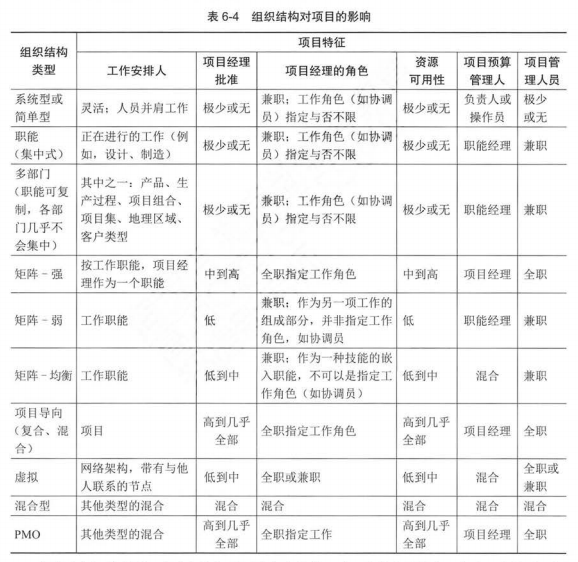 表 6-4 组织结构对项目的影响
组织结构类型 项目特征
工作安排人 项目经理批准 项目经理的角色 资源可用性 项目预算管理人 项目管理人员
系统型或简单型 灵活；人员并肩工作 极少或无 兼职；工作角色（如协调员）指定与否不限 极少或无 负责人或操作员 极少或无
职能（集中式） 正在进行的工作（例如，设计、制造） 极少或无 兼职；工作角色（如协调员）指定与否不限 极少或无 职能经理 兼职
多部门（职能可复制，各部门几乎不会集中） 其中之一：产品、生产过程、项目组合、项目集、地理区域、客户类型 极少或无 兼职；工作角色（如协调员）指定与否不限 极少或无 职能经理 兼职
矩阵–强 按工作职能，项目经理作为一个职能 中到高 全职指定工作角色 中到高 项目经理 全职
矩阵–弱 工作职能 低 兼职；作为另一项工作的组成部分，并非指定工作角色，如协调员 低 职能经理 兼职
矩阵–均衡 工作职能 低到中 兼职；作为一种技能的嵌入职能，不可以是指定工作角色（如协调员） 低到中 混合 兼职
项目导向（复合、混合） 项目 高到几乎全部 全职指定工作角色 高到几乎全部 项目经理 全职
虚拟 网络架构，带有与他人联系的节点 低到中 全职或兼职 低到中 混合 全职或兼职
混合型 其他类型的混合 混合 混合 混合 混合 混合
PMO 其他类型的混合 高到几乎全部 全职指定工作 高到几乎全部 项目经理 全职